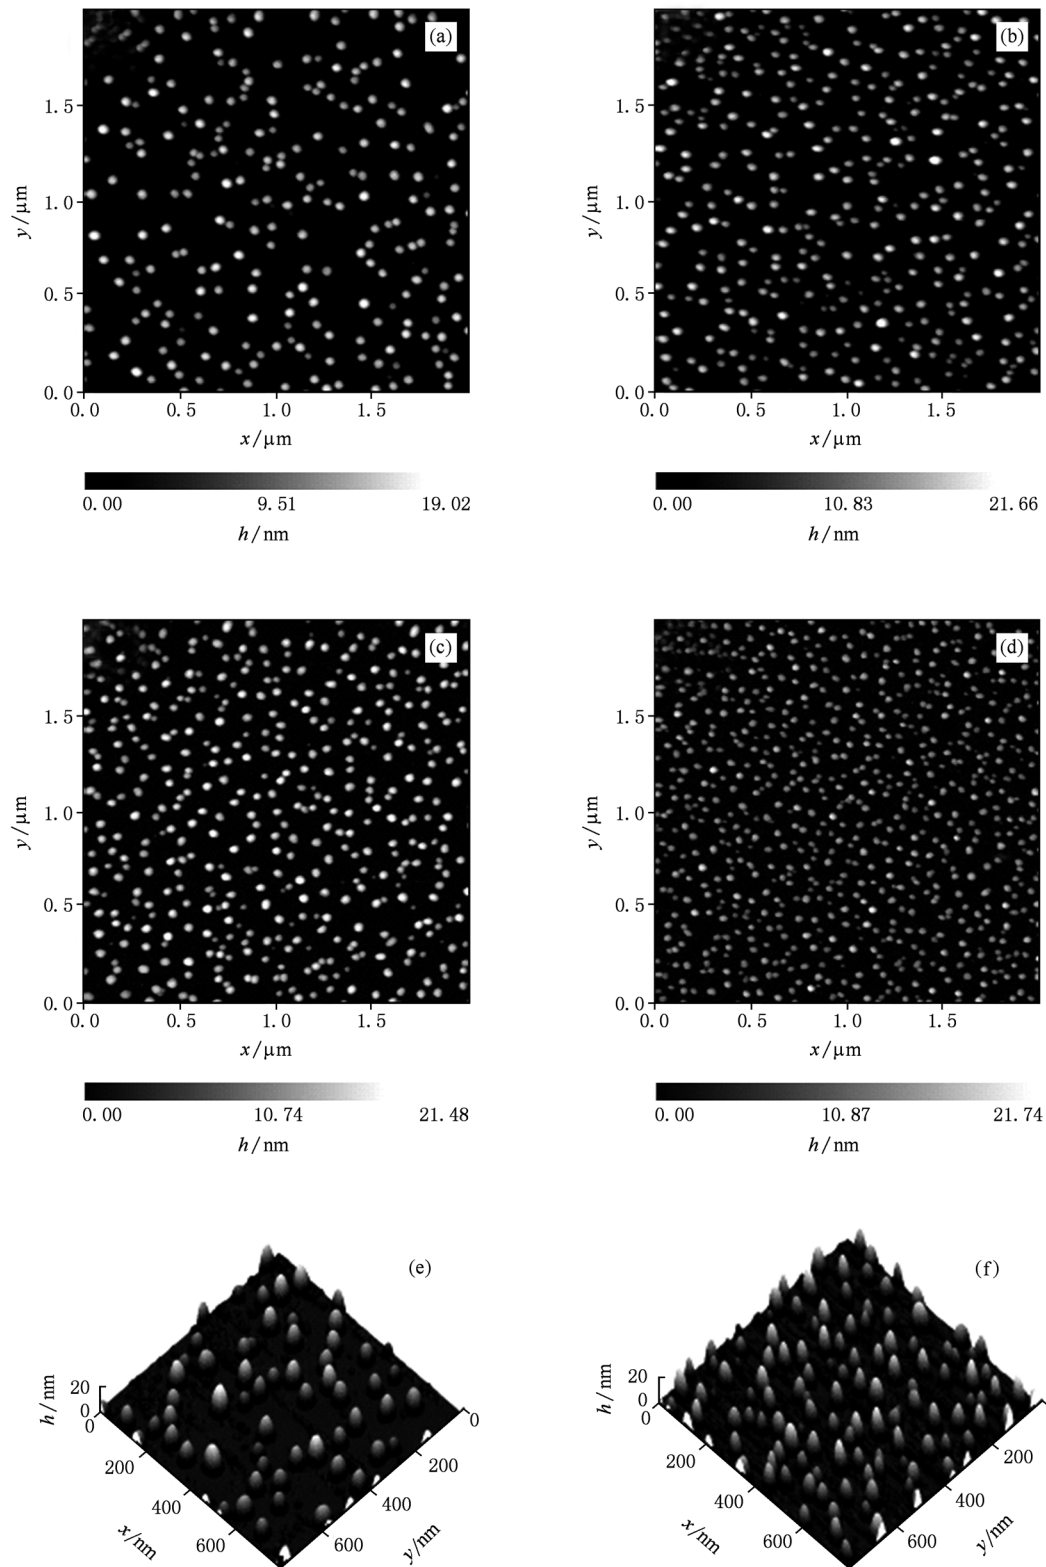 (a)
(b)
1.5
1.5
y/μm
1.0
y/μm
1.0
0.5
0.5
0.0
0.0
0.0 0.5 1.0 1.5
0.0 0.5 1.0 1.5
x/μm
x/μm
0.00 9.51 19.02
0.00 10.83 21.66
h/nm
h/nm
(c)
(d)
1.5
1.5
y/μm
1.0
y/μm
1.0
0.5
0.5
0.0
0.0
0.0 0.5 1.0 1.5
0.0 0.5 1.0 1.5
x/μm
x/μm
0.00 10.74 21.48
0.00 10.87 21.74
h/nm
h/nm
(e)
(f)
h/nm
20
0
0
200
400
600
x/nm
0
200
400
600
y/nm
h/nm
20
0
0
200
400
600
x/nm
200
400
600
y/nm